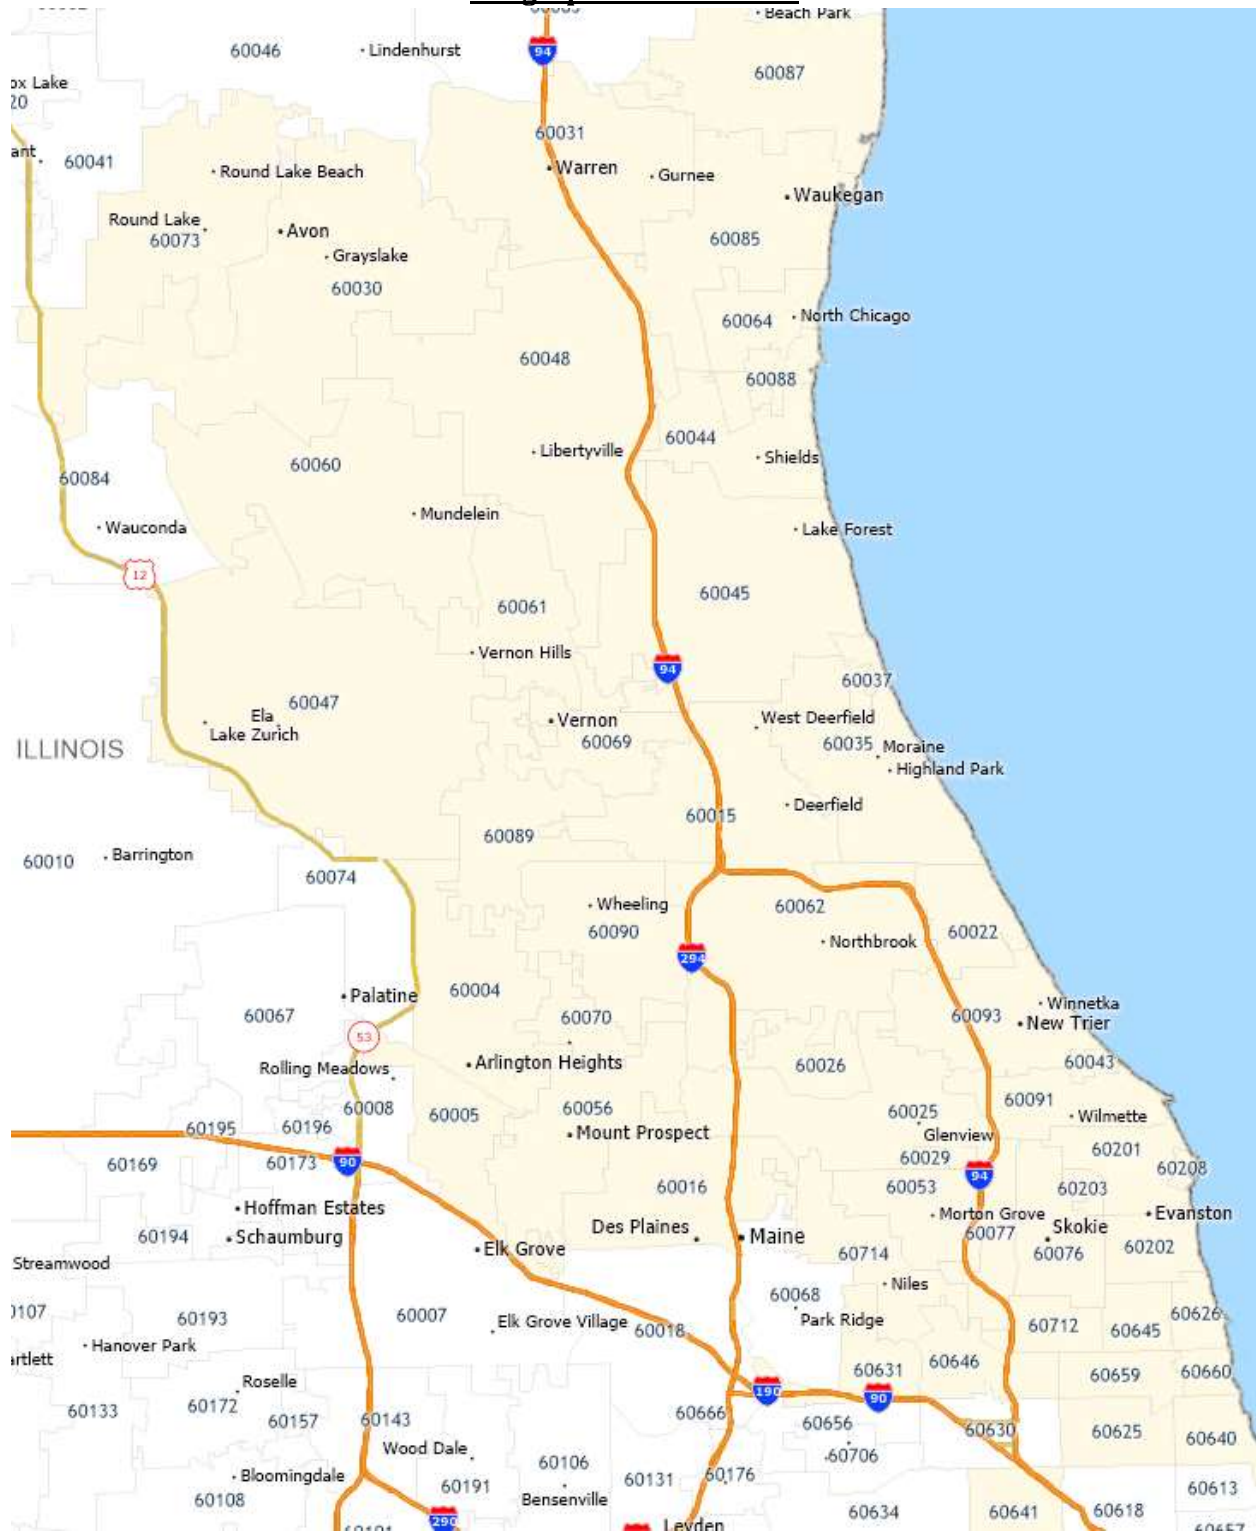 Beach Park
60046
Lindenhurst
94
60087
ox Lake
20
60031
ant
60041
Warren
Gurnee
Round Lake Beach
Waukegan
Round Lake
60073
Avon
60085
Grayslake
60030
60064
North Chicago
60048
60088
60044
Libertyville
Shields
60060
60084
Mundelein
Wauconda
Lake Forest
12
60045
60061
Vernon Hills
94
60037
60047
Ela
Lake Zurich
Vernon
60069
West Deerfield
60035
Moraine
Highland Park
ILLINOIS
Deerfield
60015
60089
60010
Barrington
60074
Wheeling
60090
60062
60022
Northbrook
294
Palatine
60004
60067
60070
60093
Winnetka
New Trier
53
Rolling Meadows
Arlington Heights
60026
60043
60008
60005
60056
60025
60091
Wilmette
60195
60196
Mount Prospect
Glenview
60201
60169
60173
90
60029
94
60208
60016
60053
60203
Hoffman Estates
Morton Grove
Evanston
60194
Schaumburg
Des Plaines
Maine
60077
Skokie
60076
60202
Elk Grove
60714
Streamwood
Niles
60068
0107
60193
60007
Elk Grove Village
60018
Park Ridge
60712
60645
60626
Hanover Park
artlett
60631
60646
60659
60660
Roselle
190
90
60133
60172
60157
60143
60666
60656
60630
60625
60640
Wood Dale
60706
Bloomingdale
60191
60106
60131
60176
60613
60108
Bensenville
60634
60641
60618
290
Leyden